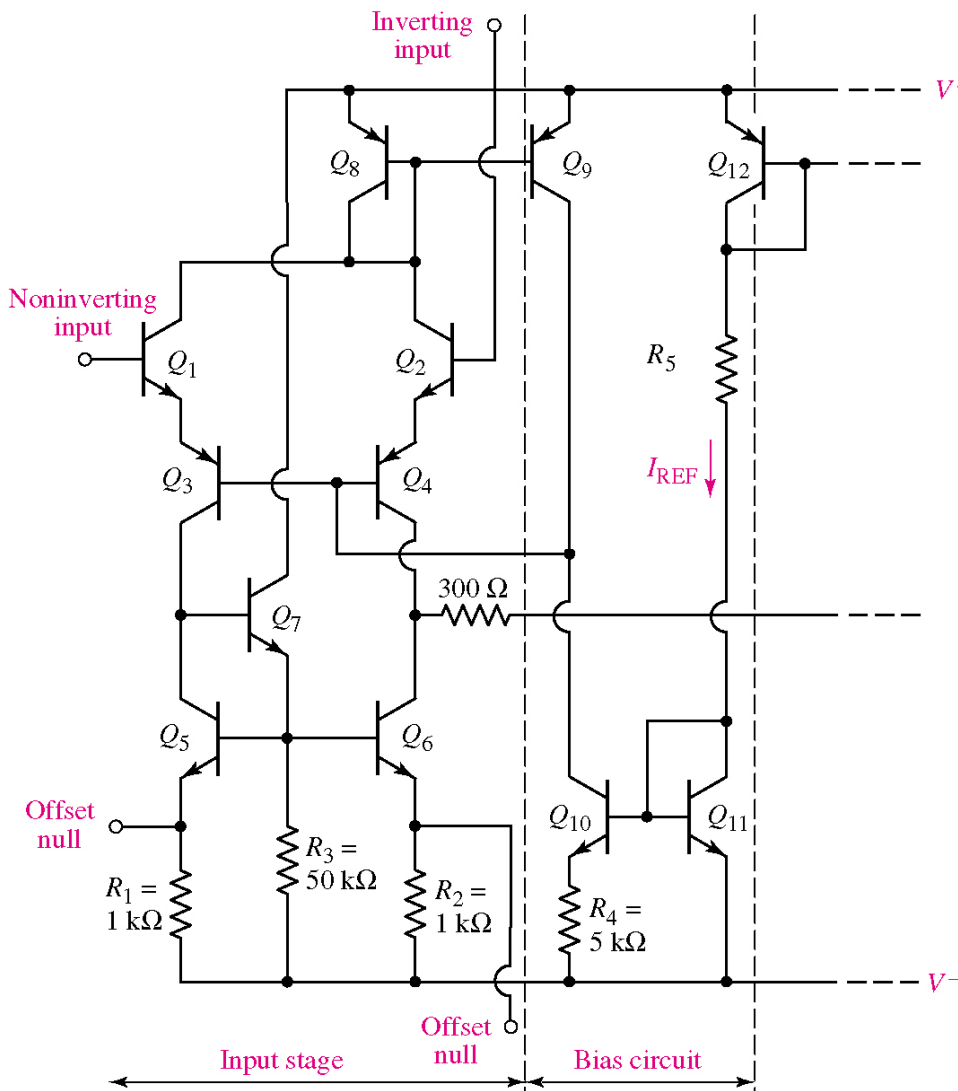 Inverting
input
V
Q8
Q9
Q12
Noninverting
input
Q1
Q2
R5
Q3
Q4
IREF
300 Ω
Q7
Q5
Q6
Offset
null
Q10
Q11
R3 =
50 kΩ
R1 =
1 kΩ
R2 =
1 kΩ
R4 =
5 kΩ
V−
Offset
null
Input stage
Bias circuit